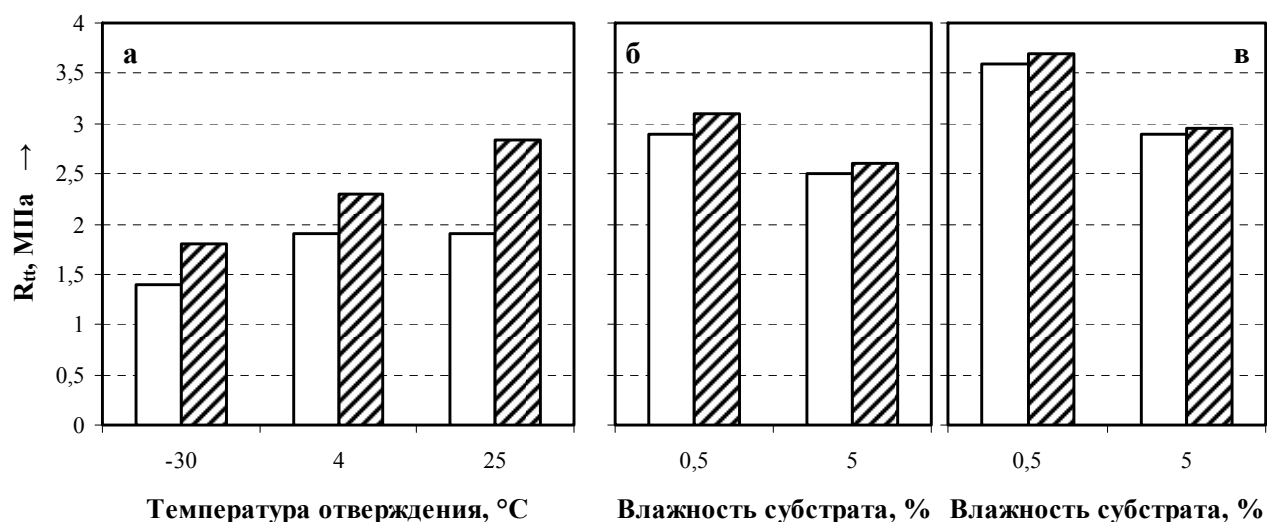 4
3,5
3
2,5
2
1,5
1
0,5
0
R_tt, МПа →
а
б
в
-30 4 25
0,5 5
0,5 5
Температура отверждения, °С
Влажность субстрата, %
Влажность субстрата, %